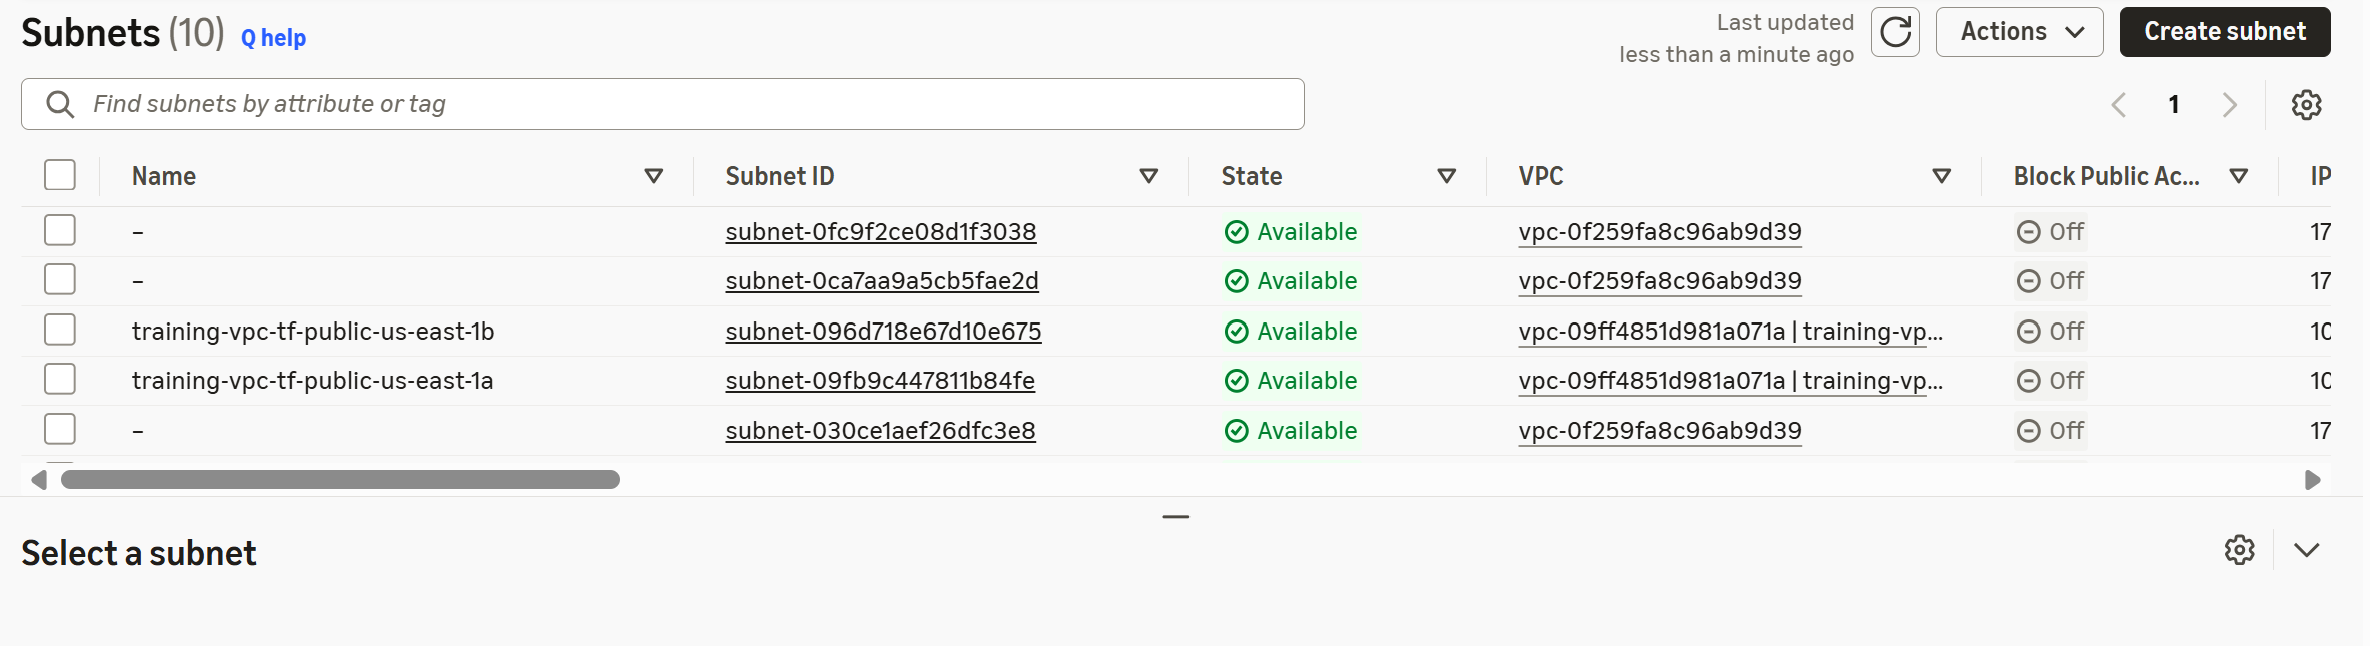 Subnets (10) Q help
Last updated
less than a minute ago
Actions
Create subnet
Find subnets by attribute or tag
1
Name Subnet ID State VPC Block Public Ac... IP
– subnet-0fc9f2ce08d1f3038 Available vpc-0f259fa8c96ab9d39 Off 17
– subnet-0ca7aa9a5cb5fae2d Available vpc-0f259fa8c96ab9d39 Off 17
training-vpc-tf-public-us-east-1b subnet-096d718e67d10e675 Available vpc-09ff4851d981a071a | training-vp... Off 10
training-vpc-tf-public-us-east-1a subnet-09fb9c447811b84fe Available vpc-09ff4851d981a071a | training-vp... Off 10
– subnet-030ce1aef26dfc3e8 Available vpc-0f259fa8c96ab9d39 Off 17
Select a subnet